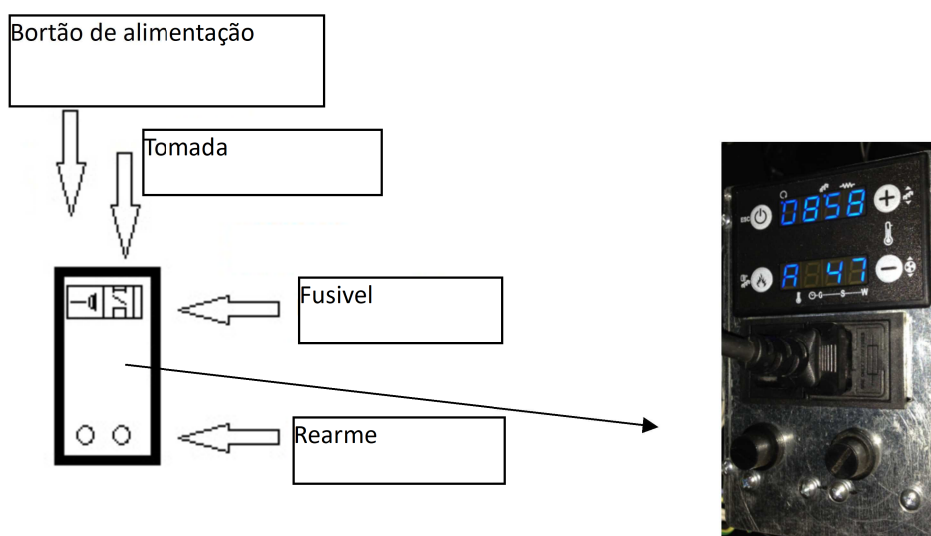 Bortão de alimentação
Tomada
Fusivel
Rearme
ESC
0858
A 47
G S W